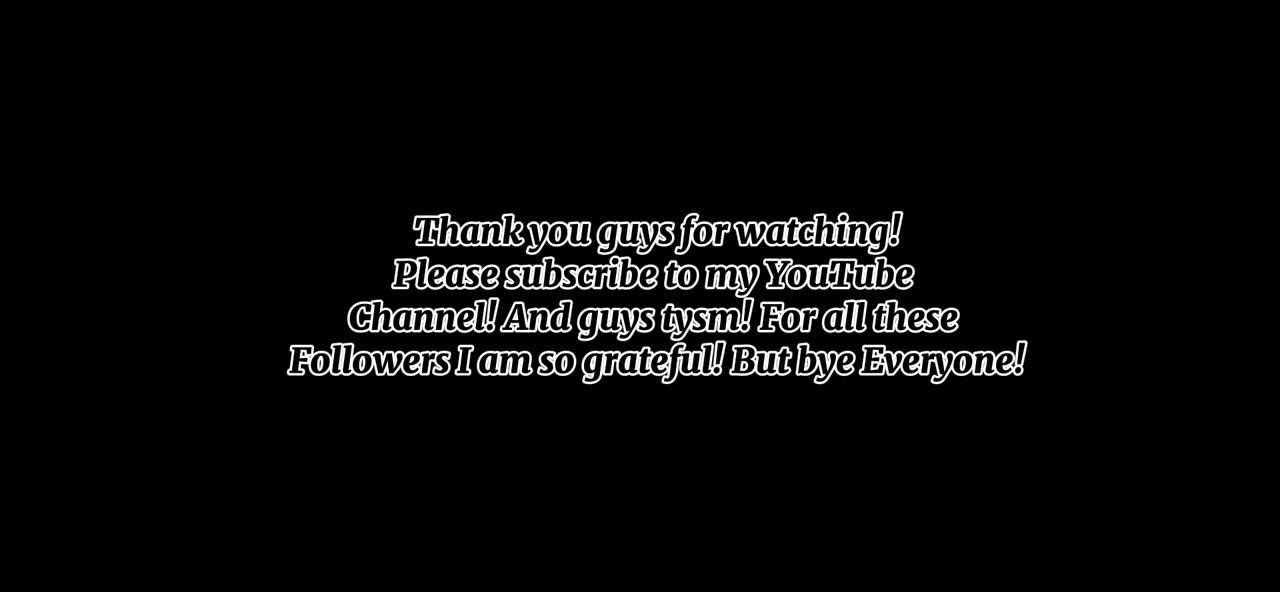 Thank you guys for watching!
Please subscribe to my YouTube
Channel! And guys tysm! For all these
Followers I am so grateful! But bye Everyone!